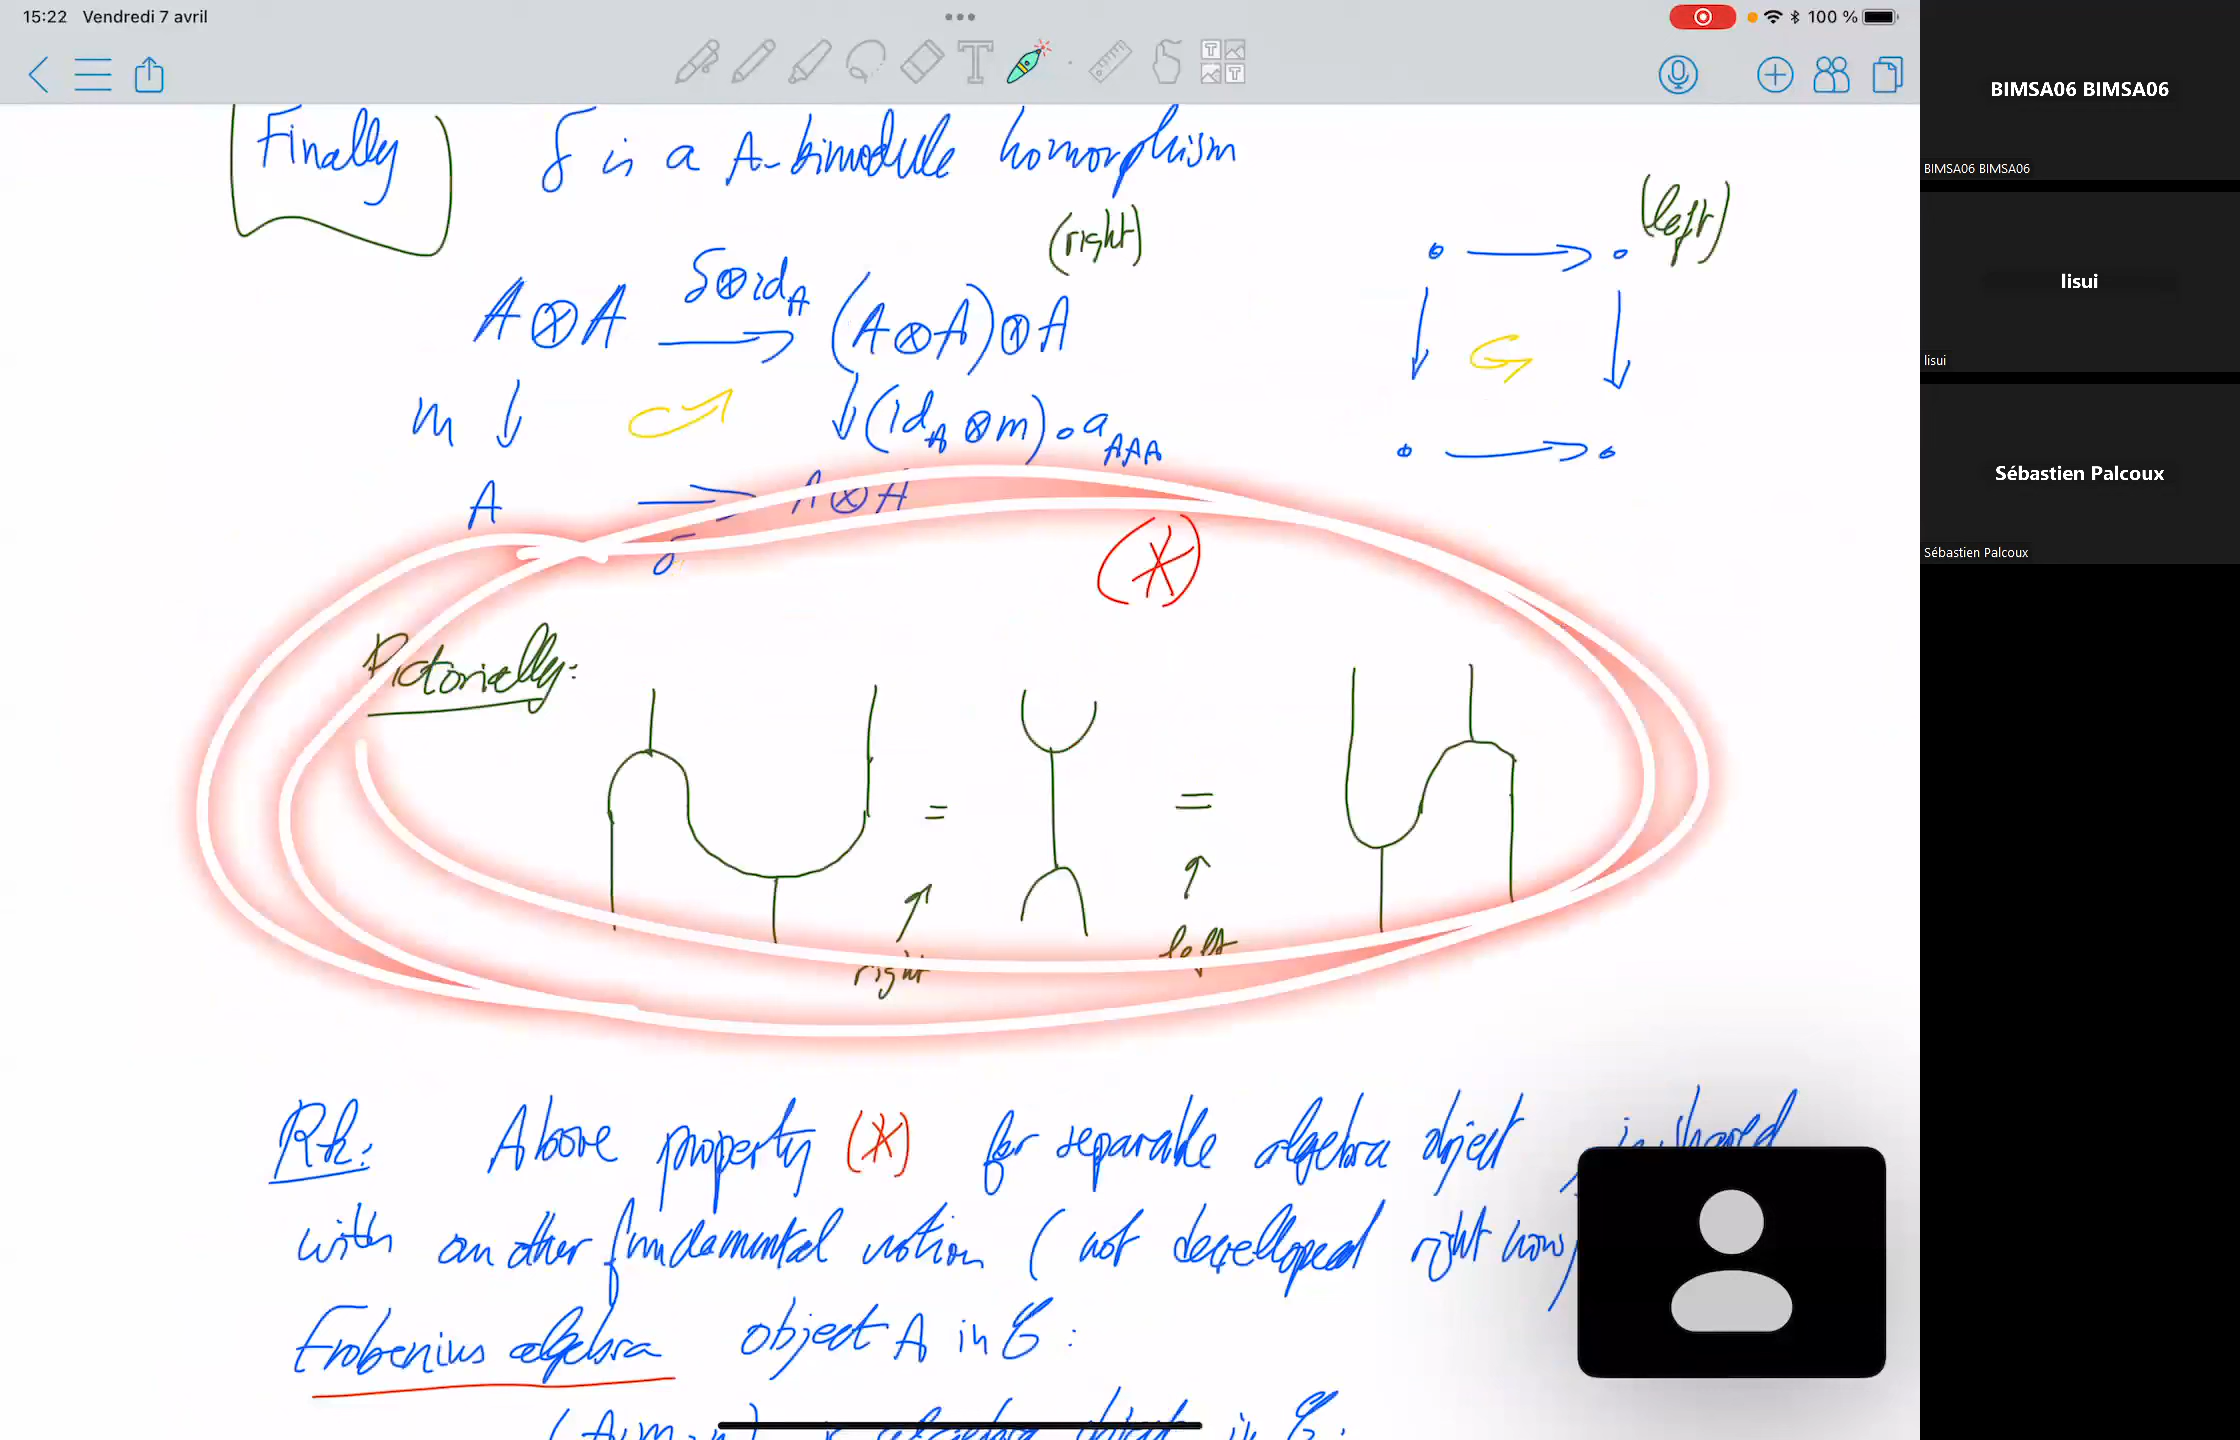 15:22 Vendredi 7 avril
100 %
Finally δ is a A-bimodule homorphism
(right)
(left)
A⊗A δ⊗id_A (A⊗A)⊗A
m (id_A⊗m)∘a_AAA
A A⊗A
δ
(*)
Pictorially:
= =
right left
Rk: Above property (*) for separable algebra object is shared
with another fundamental notion ( not developed right now)
Frobenius algebra object A in C :
BIMSA06 BIMSA06
BIMSA06 BIMSA06
lisui
lisui
Sébastien Palcoux
Sébastien Palcoux